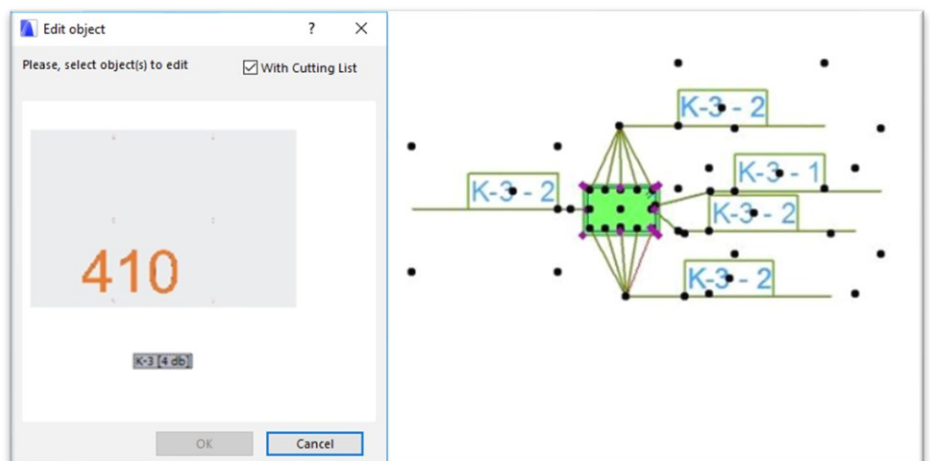 Edit object
?
Please, select object(s) to edit
With Cutting List
410
K-3 [4 db]
OK
Cancel
K-3 - 2
K-3 - 2
K-3 - 1
K-3 - 2
K-3 - 2